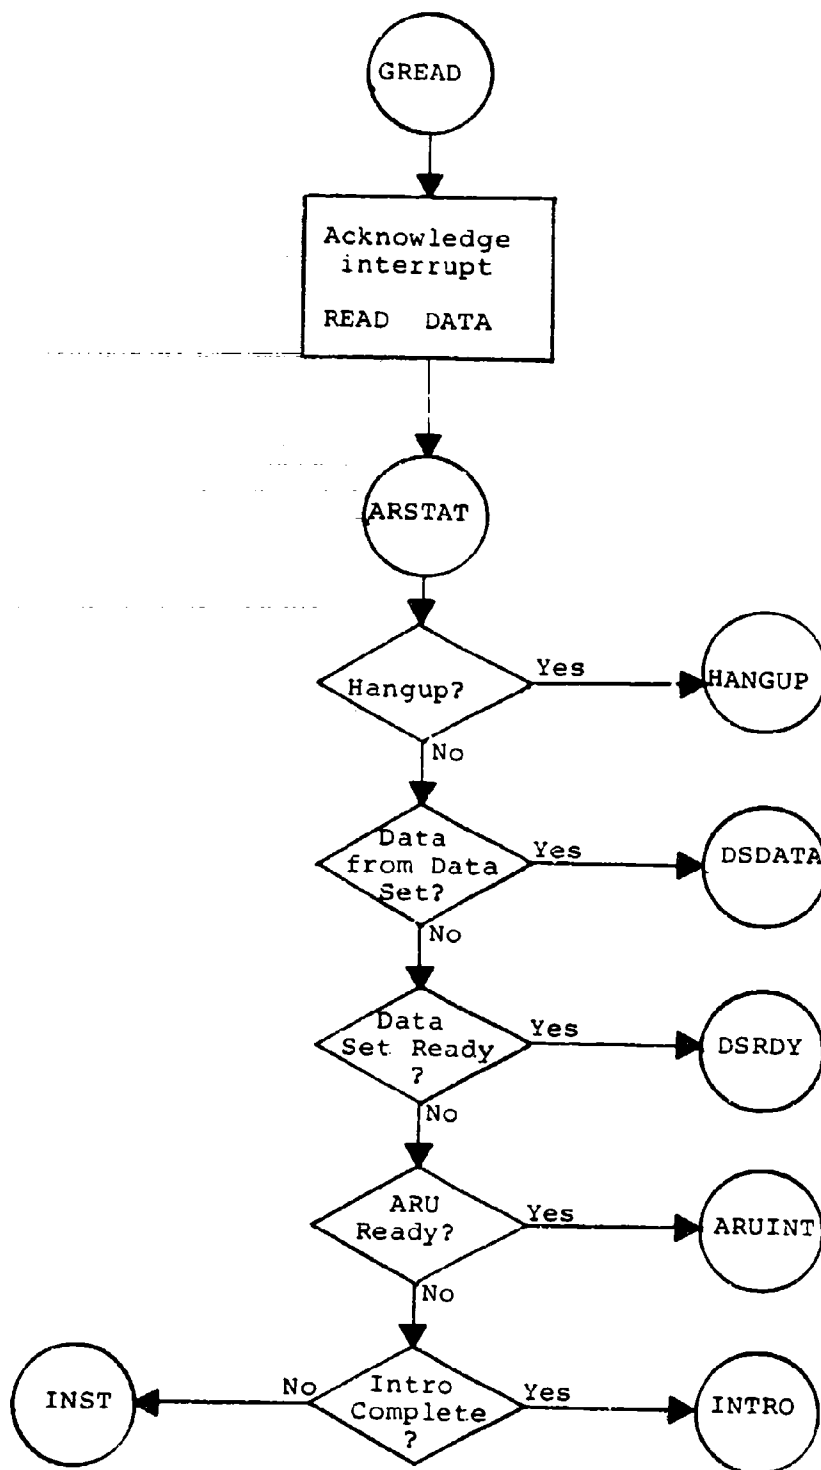 GREAD
Acknowledge
interrupt
READ DATA
ARSTAT
Hangup?
Yes
HANGUP
No
Data
from Data
Set?
Yes
DSDATA
No
Data
Set Ready
?
Yes
DSRDY
No
ARU
Ready?
Yes
ARUINT
No
INST
No
Intro
Complete
?
Yes
INTRO